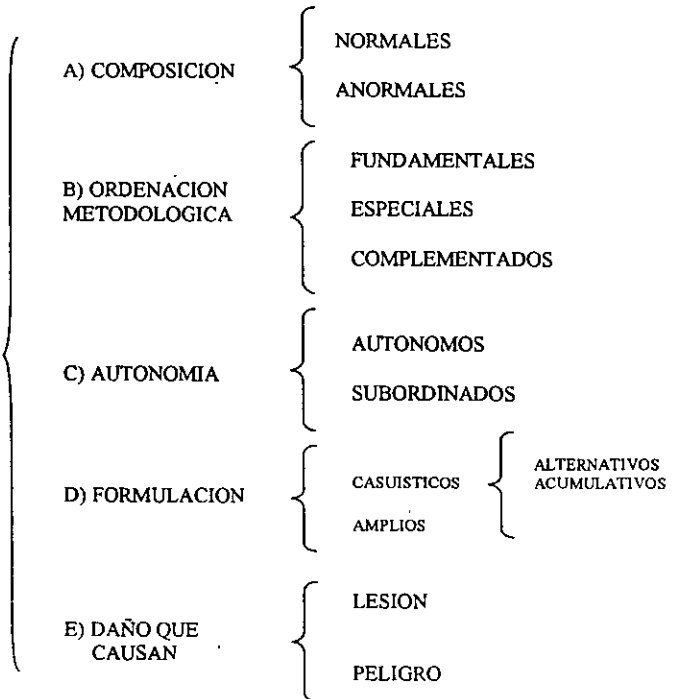 A) COMPOSICION
NORMALES
ANORMALES
B) ORDENACION
METODOLOGICA
FUNDAMENTALES
ESPECIALES
COMPLEMENTADOS
C) AUTONOMIA
AUTONOMOS
SUBORDINADOS
D) FORMULACION
CASUISTICOS
ALTERNATIVOS
ACUMULATIVOS
AMPLIOS
E) DAÑO QUE
CAUSAN
LESION
PELIGRO